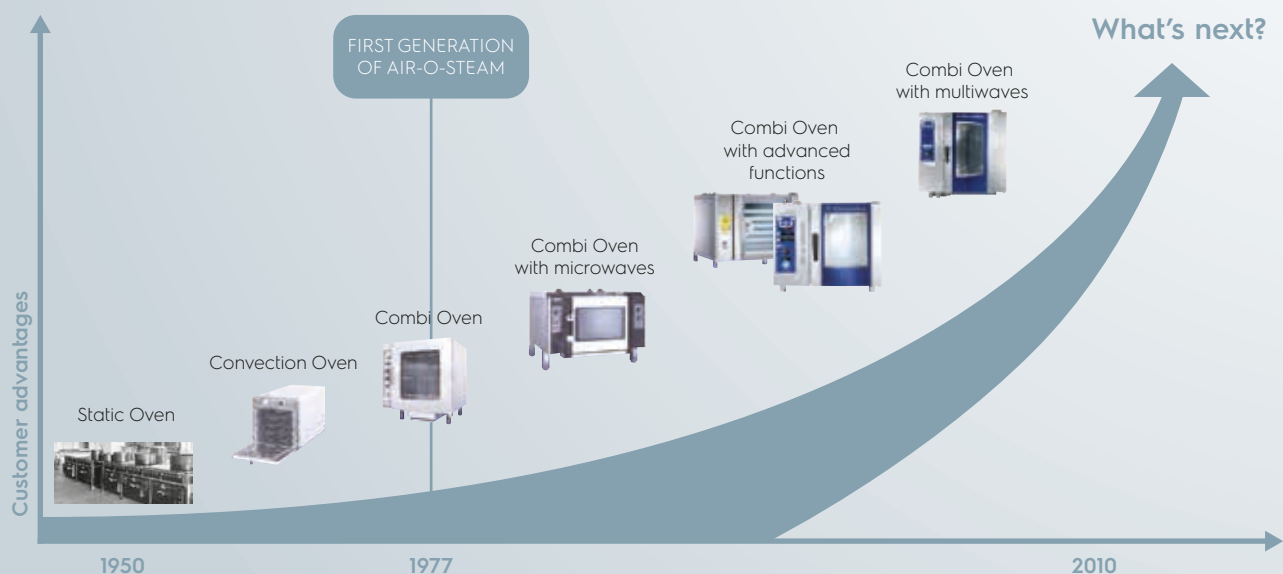 What's next?
FIRST GENERATION
OF AIR-O-STEAM
Combi Oven
with multiwaves
Combi Oven
with advanced
functions
Combi Oven
with microwaves
Combi Oven
Convection Oven
Static Oven
Customer advantages
1950
1977
2010